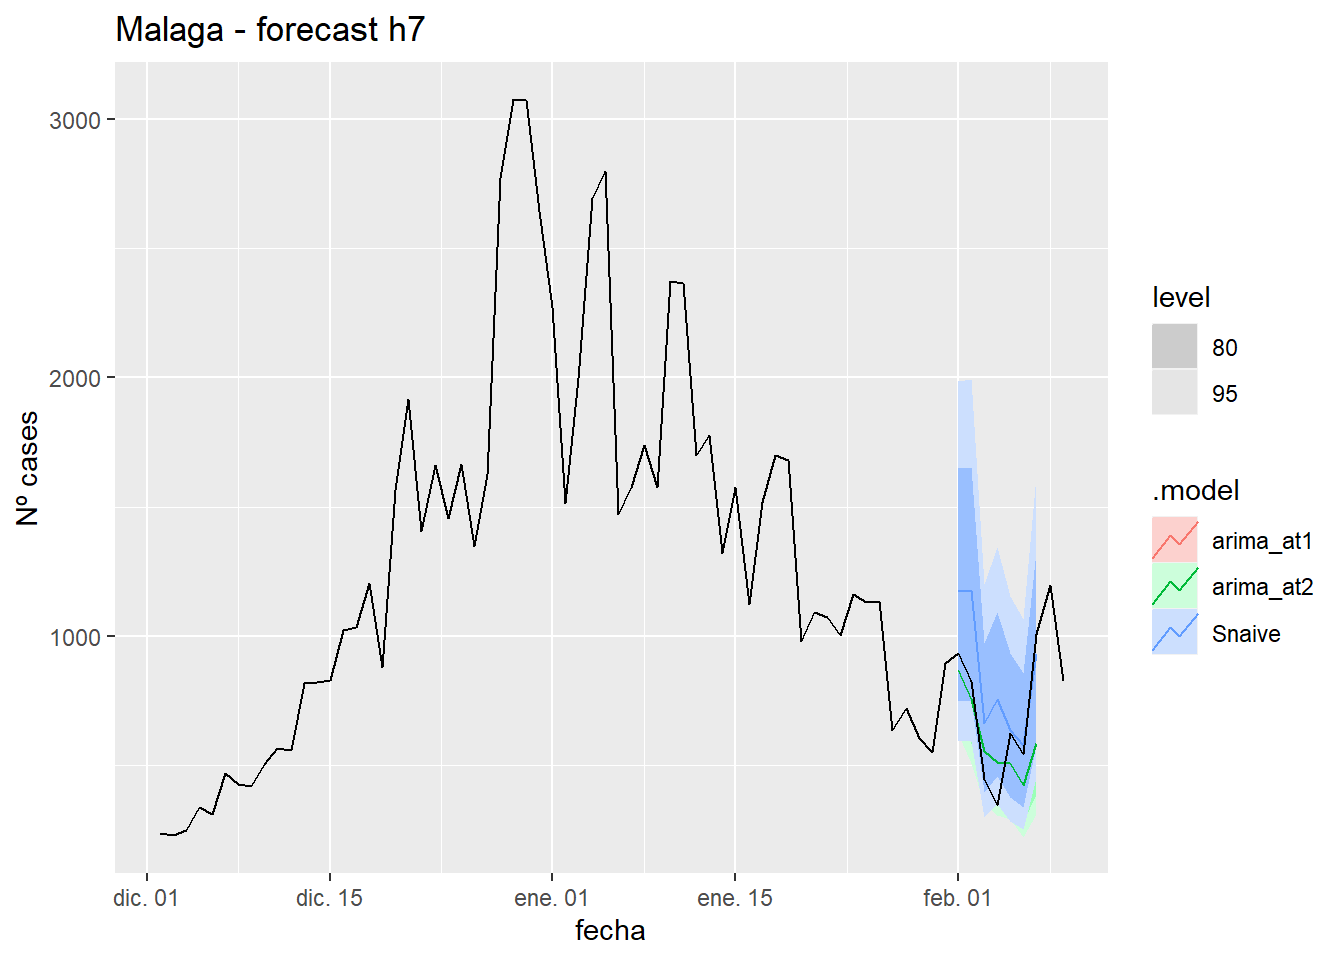 Malaga - forecast h7
3000
2000
1000
Nº cases
dic. 01
dic. 15
ene. 01
ene. 15
feb. 01
fecha
level
80
95
.model
arima_at1
arima_at2
Snaive